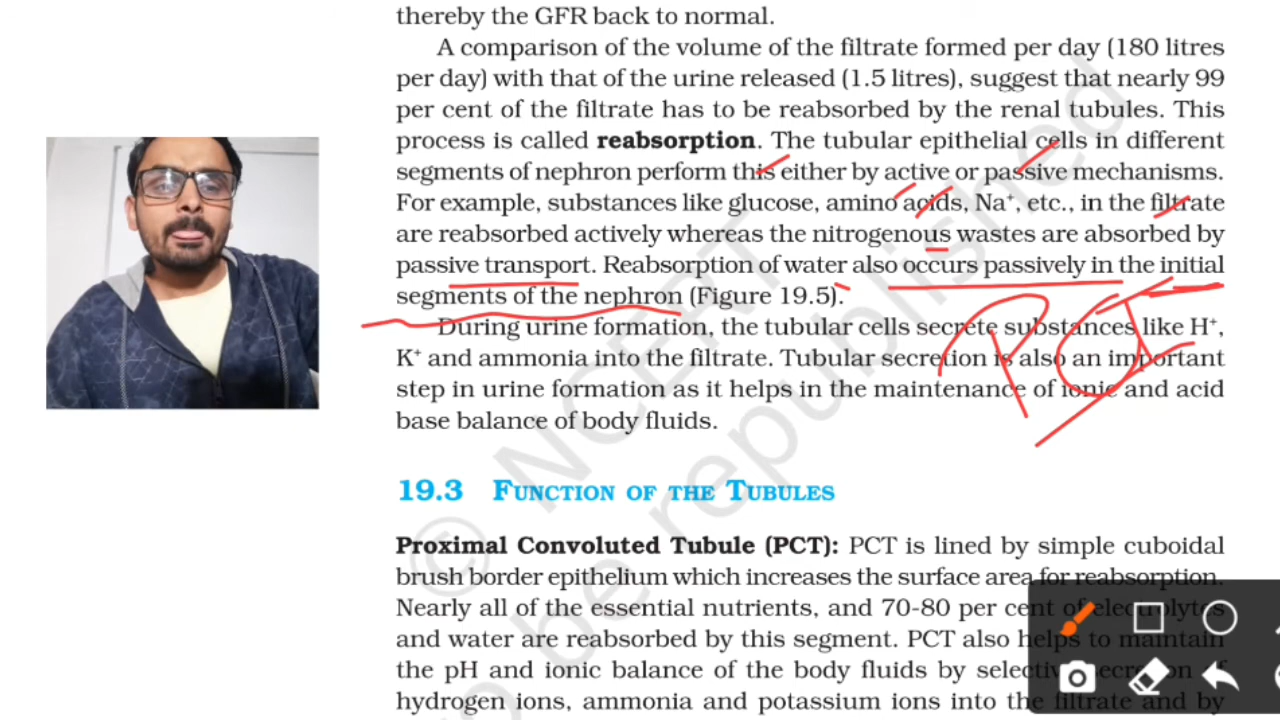 thereby the GFR back to normal.
A comparison of the volume of the filtrate formed per day (180 litres
per day) with that of the urine released (1.5 litres), suggest that nearly 99
per cent of the filtrate has to be reabsorbed by the renal tubules. This
process is called reabsorption. The tubular epithelial cells in different
segments of nephron perform this either by active or passive mechanisms.
For example, substances like glucose, amino acids, Na⁺, etc., in the filtrate
are reabsorbed actively whereas the nitrogenous wastes are absorbed by
passive transport. Reabsorption of water also occurs passively in the initial
segments of the nephron (Figure 19.5).
During urine formation, the tubular cells secrete substances like H⁺,
K⁺ and ammonia into the filtrate. Tubular secretion is also an important
step in urine formation as it helps in the maintenance of ionic and acid
base balance of body fluids.
PCT
19.3 FUNCTION OF THE TUBULES
Proximal Convoluted Tubule (PCT): PCT is lined by simple cuboidal
brush border epithelium which increases the surface area for reabsorption.
Nearly all of the essential nutrients, and 70-80 per cent of electrolytes
and water are reabsorbed by this segment. PCT also helps to maintain
the pH and ionic balance of the body fluids by selective secretion of
hydrogen ions, ammonia and potassium ions into the filtrate and by
© NCERT
be republished